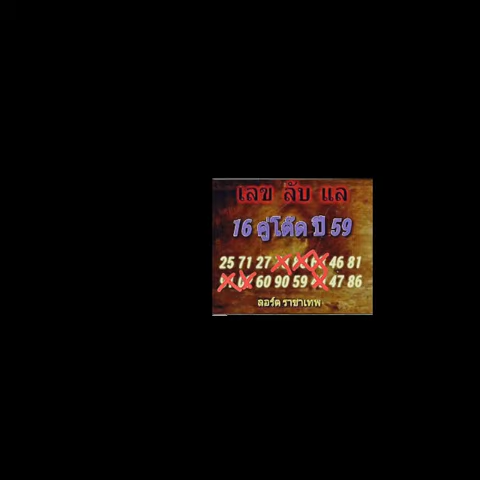 เลข ลับ แล
16 คู่โต๊ด ปี 59
25 71 27 46 81
60 90 59 47 86
ลอร์ด ราชาเทพ